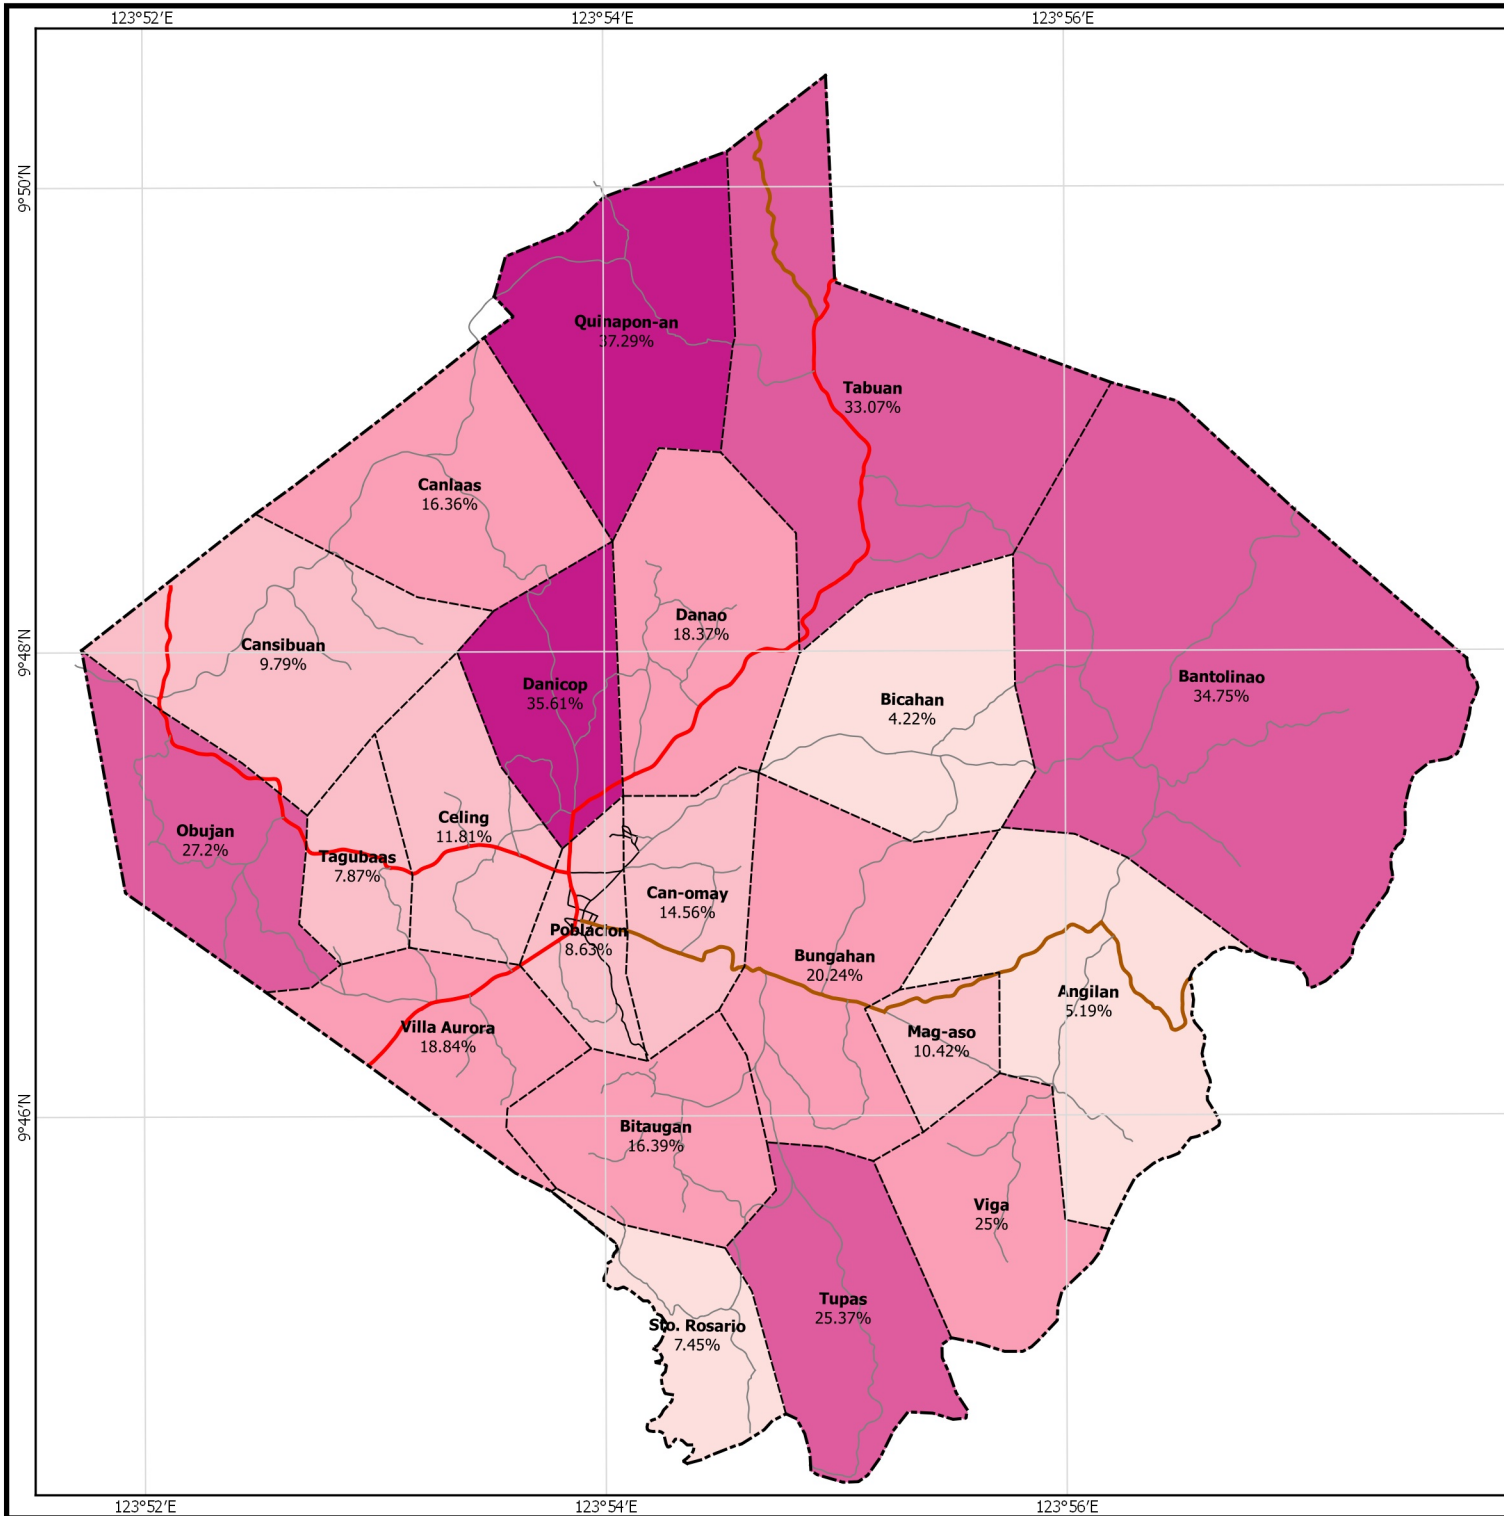 123°52′E
123°54′E
123°56′E
9°50′N
Quinapon-an
37.29%
Tabuan
33.07%
Canlaas
16.36%
Danao
18.37%
Cansibuan
9.79%
9°48′N
Danicop
35.61%
Bicahan
4.22%
Bantolinao
34.75%
Celing
11.81%
Obujan
27.2%
Tagubaas
7.87%
Can-omay
14.56%
Poblacion
8.63%
Bungahan
20.24%
Angilan
5.19%
Villa Aurora
18.84%
Mag-aso
10.42%
9°46′N
Bitaugan
16.39%
Viga
25%
Tupas
25.37%
Sto. Rosario
7.45%
123°52′E
123°54′E
123°56′E